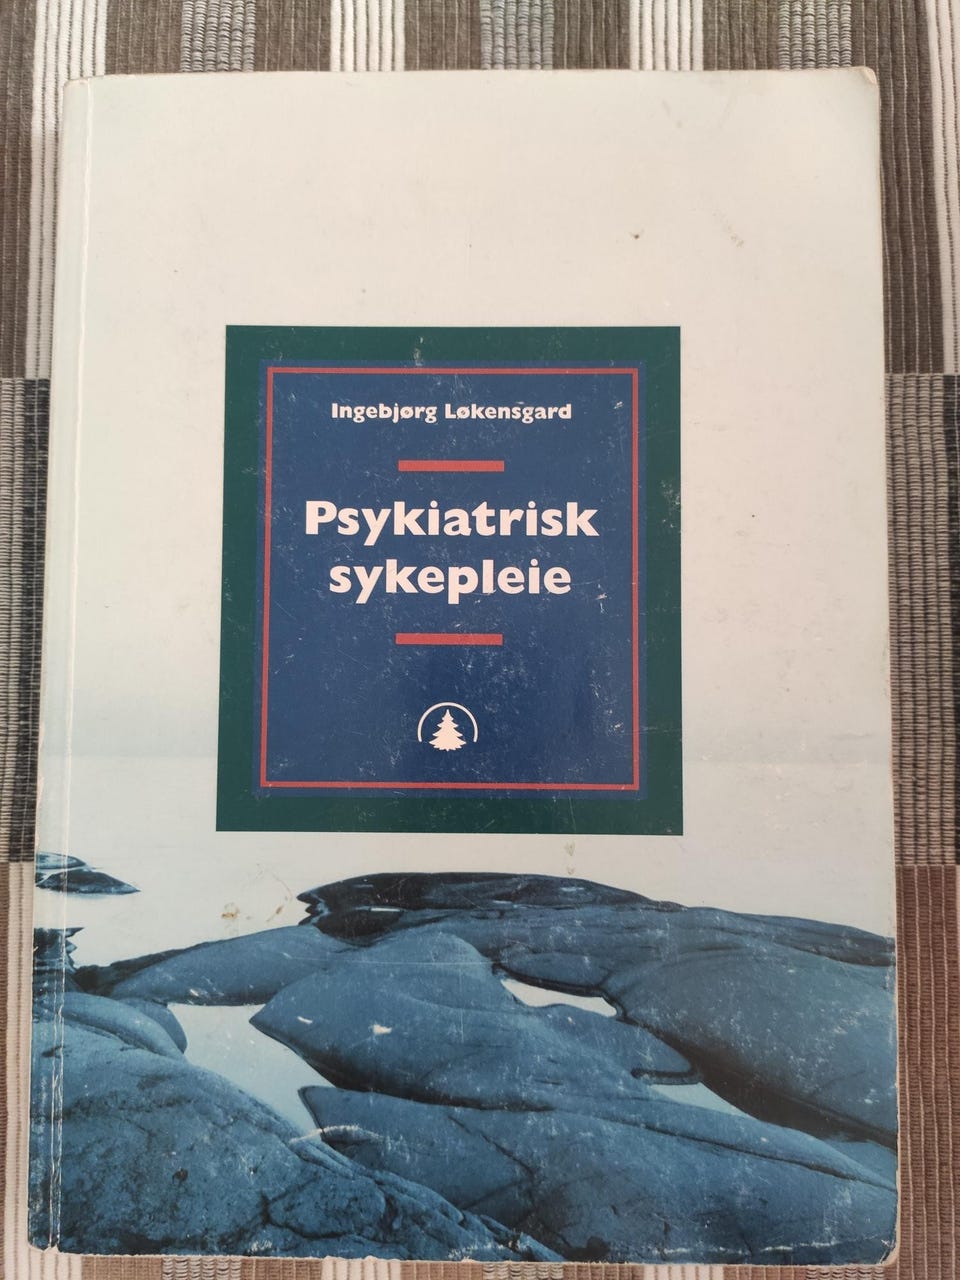 Ingebjørg Løkensgard
Psykiatrisk
sykepleie